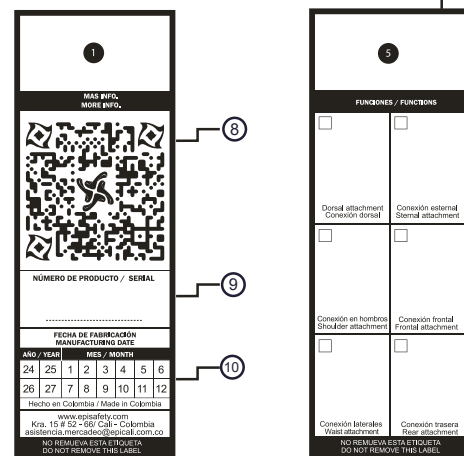 1
MAS INFO.
MORE INFO.
8
NÚMERO DE PRODUCTO / SERIAL
9
FECHA DE FABRICACIÓN
MANUFACTURING DATE
AÑO / YEAR MES / MONTH
24 25 1 2 3 4 5 6
26 27 7 8 9 10 11 12
10
Hecho en Colombia / Made in Colombia
www.episafety.com
Kra. 15 # 52 - 66/ Cali - Colombia
asistencia.mercadeo@epicali.com.co
NO REMUEVA ESTA ETIQUETA
DO NOT REMOVE THIS LABEL
5
FUNCIONES / FUNCTIONS
Dorsal attachment
Conexión dorsal
Conexión esternal
Sternal attachment
Conexión en hombros
Shoulder attachment
Conexión frontal
Frontal attachment
Conexión laterales
Waist attachment
Conexión trasera
Rear attachment
NO REMUEVA ESTA ETIQUETA
DO NOT REMOVE THIS LABEL